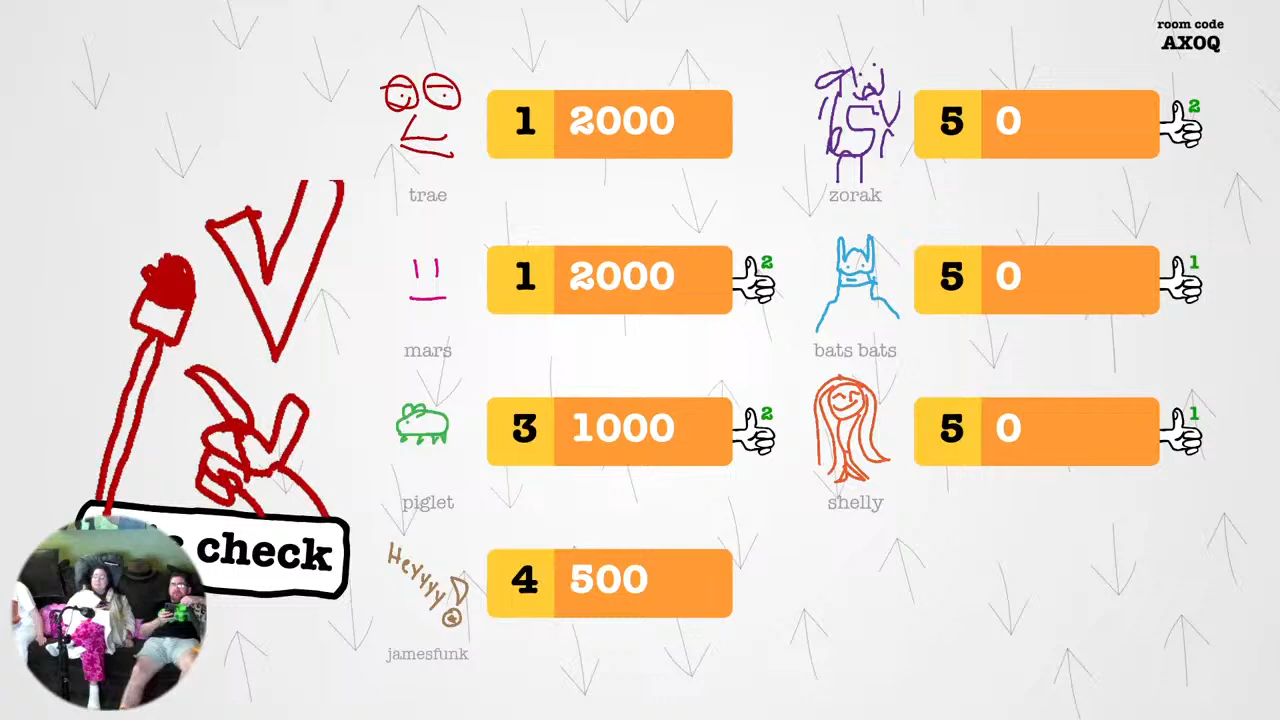 room code
AXOQ
1 2000
trae
1 2000
2
mars
3 1000
2
piglet
Heyyyy!
4 500
jamesfunk
5 0
2
zorak
5 0
1
bats bats
5 0
1
shelly
check